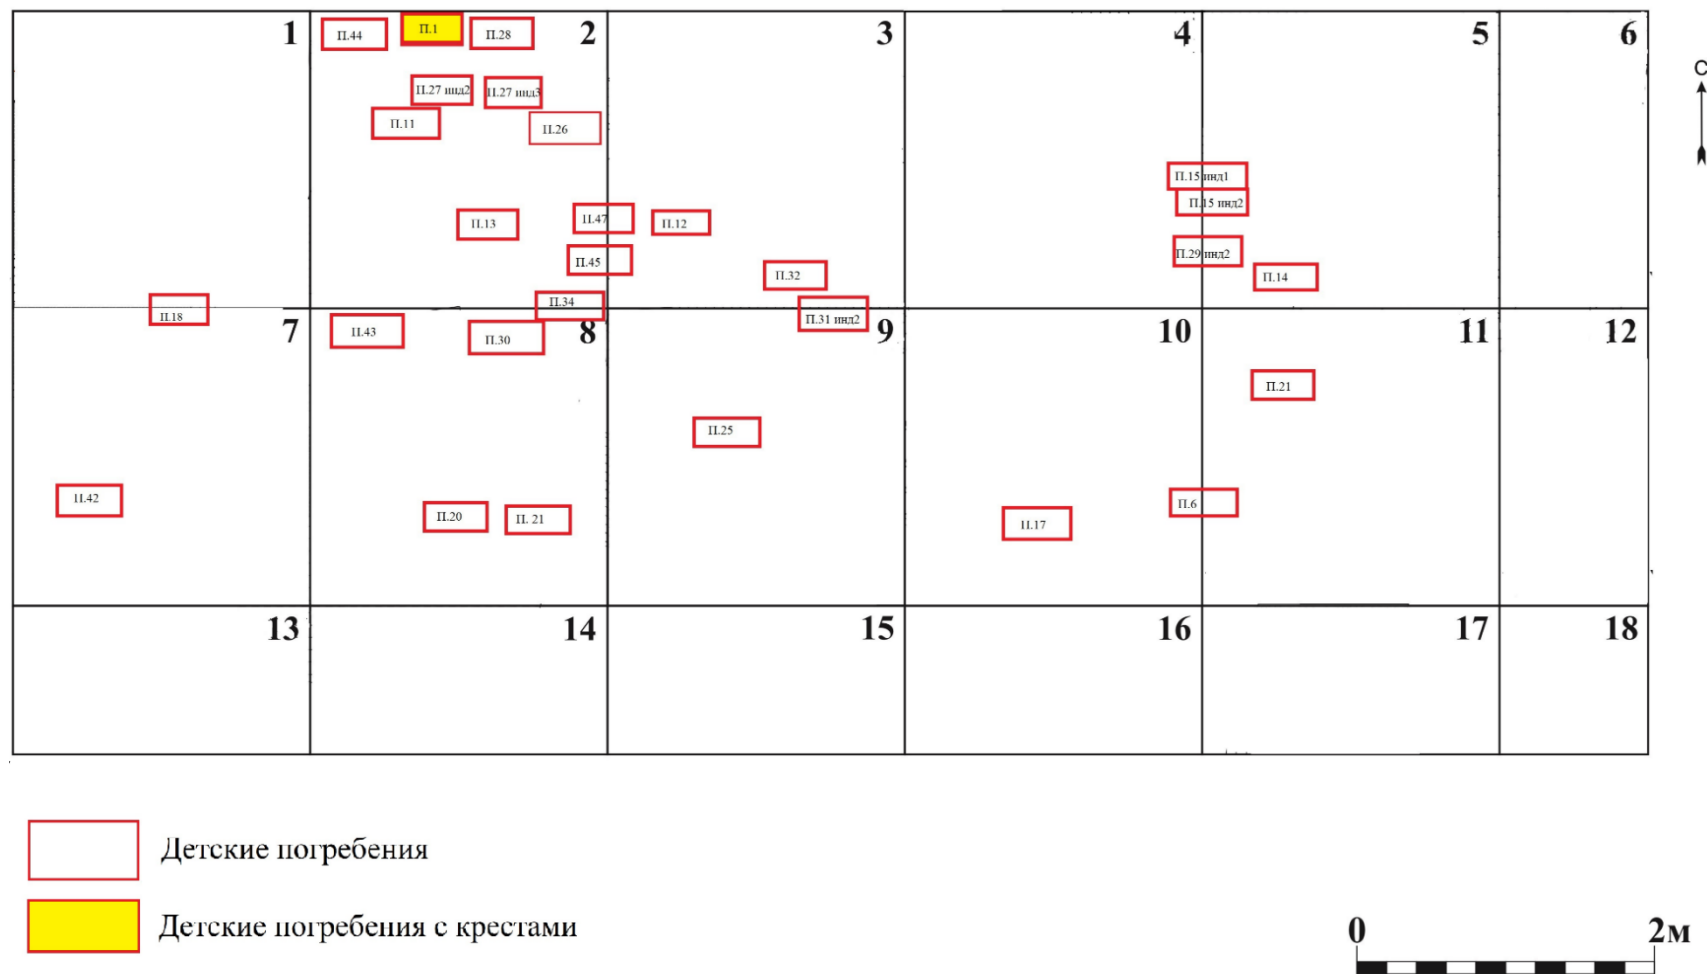 1
2
3
4
5
6
С
П.44
П.1
П.28
П.27 инд2
П.27 инд3
П.11
П.26
П.15 инд1
П.15 инд2
П.13
П.47
П.12
П.45
П.29 инд2
П.32
П.14
П.34
П.18
П.31 инд2
7
8
9
10
11
12
П.43
П.30
П.21
П.25
П.42
П.20
П. 21
П.17
П.6
13
14
15
16
17
18
Детские погребения
Детские погребения с крестами
0
2м